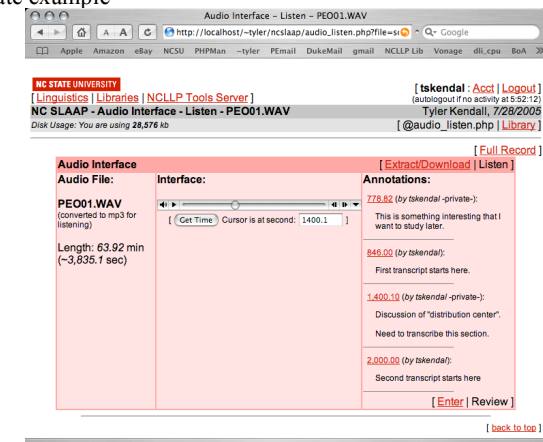 ate example
Audio Interface – Listen – PEO01.WAV
A A C http://localhost/~tyler/ncslaap/audio_listen.php?file=s Q- Google
Apple Amazon eBay NCSU PHPMan ~tyler PEmail DukeMail gmail NCLLP Lib Vonage dli_cpu BoA
NC STATE UNIVERSITY
[ tskendal : Acct | Logout ]
[ Linguistics | Libraries | NCLLP Tools Server ]
(autologout if no activity at 5:52:12)
NC SLAAP - Audio Interface - Listen - PEO01.WAV Tyler Kendall, 7/28/2005
Disk Usage: You are using 28,576 kb [ @audio_listen.php | Library ]
[ Full Record ]
Audio Interface [ Extract/Download | Listen ]
Audio File: Interface: Annotations:
PEO01.WAV
(converted to mp3 for
listening)
Length: 63.92 min
(~3,835.1 sec)
[ Get Time Cursor is at second: 1400.1 ]
778.82 (by tskendal -private-):
This is something interesting that I
want to study later.
846.00 (by tskendal):
First transcript starts here.
1,400.10 (by tskendal -private-):
Discussion of "distribution center".
Need to transcribe this section.
2,000.00 (by tskendal):
Second transcript starts here
[ Enter | Review ]
[ back to top ]